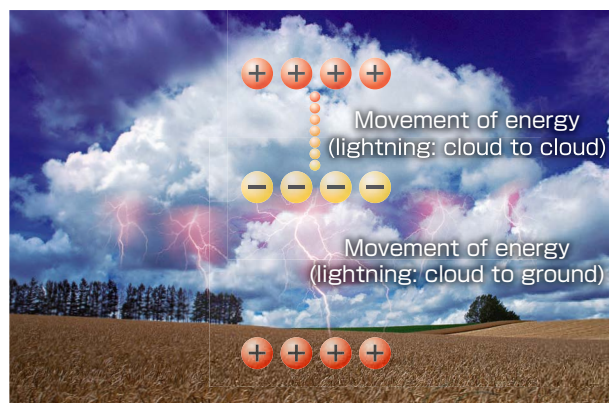 + + + +
Movement of energy
(lightning: cloud to cloud)
− − − −
Movement of energy
(lightning: cloud to ground)
+ + + +